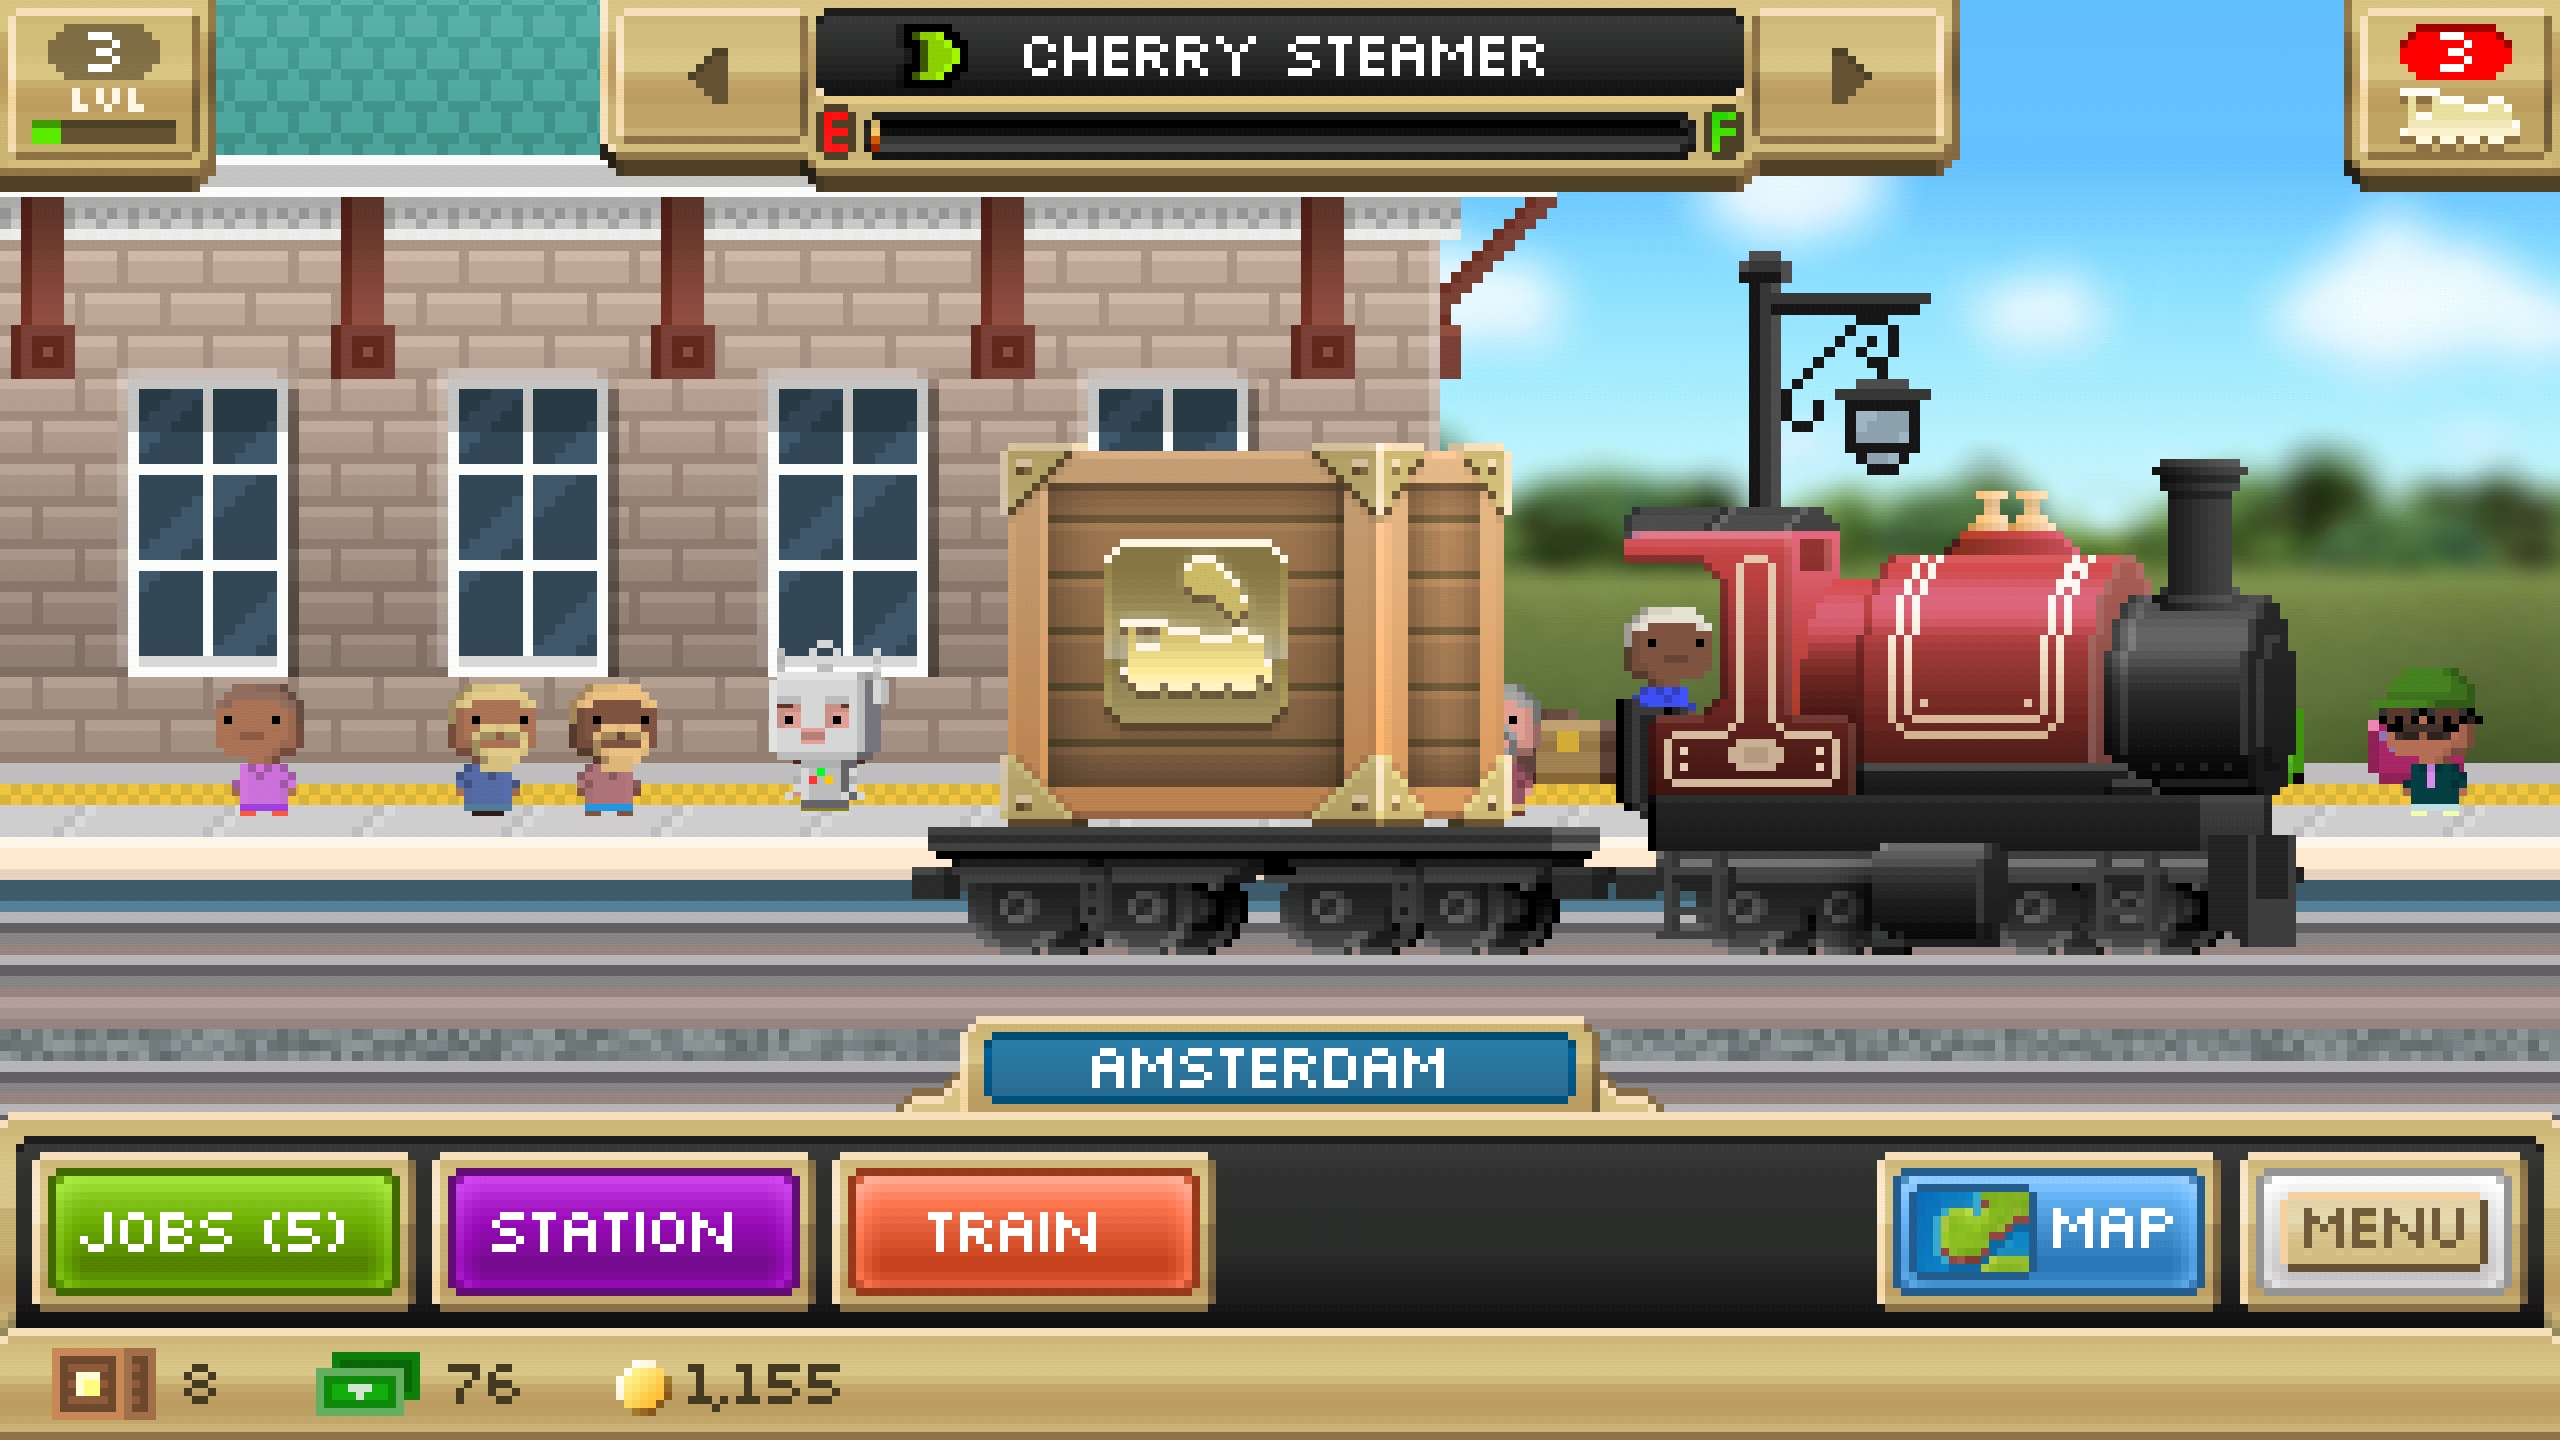 3
LVL
CHERRY STEAMER
E F
3
AMSTERDAM
JOBS (5)
STATION
TRAIN
MAP
MENU
8
76
1,155